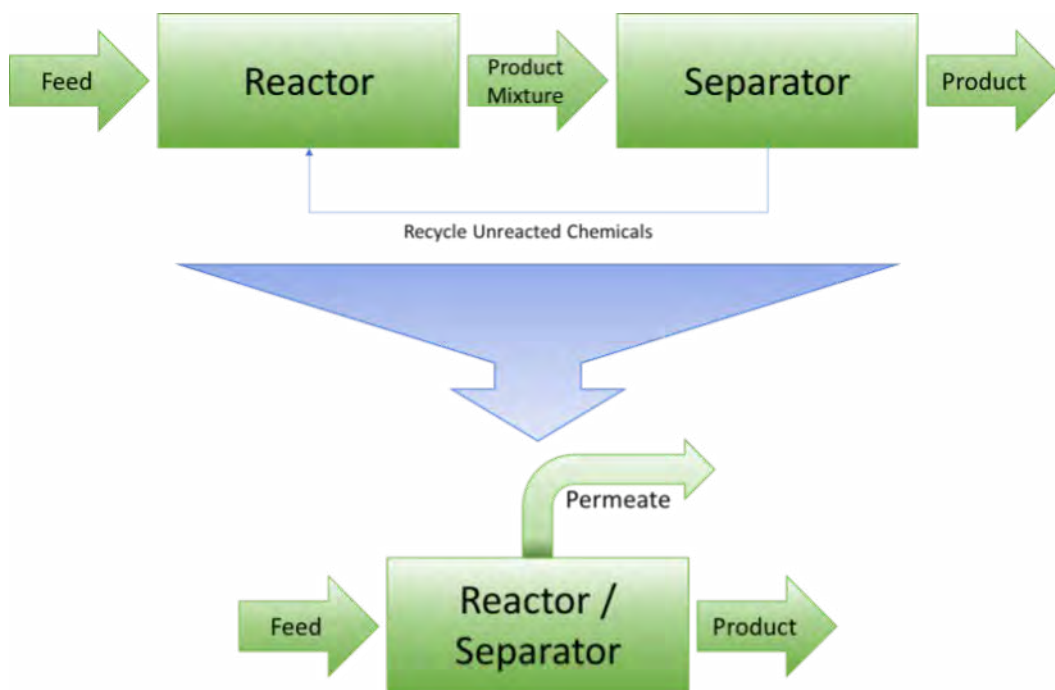 Feed
Reactor
Product
Mixture
Separator
Product
Recycle Unreacted Chemicals
Permeate
Feed
Reactor /
Separator
Product